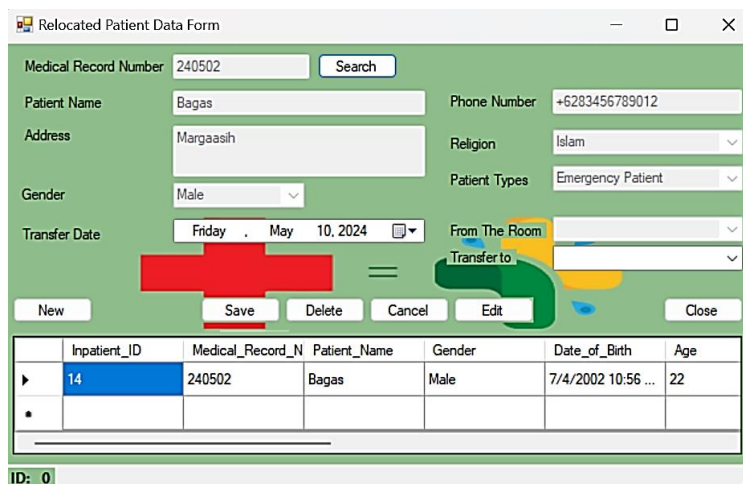 Relocated Patient Data Form
Medical Record Number 240502 Search
Patient Name Bagas Phone Number +6283456789012
Address Margaasih Religion Islam
Patient Types Emergency Patient
Gender Male
Transfer Date Friday , May 10, 2024 From The Room
Transfer to
New Save Delete Cancel Edit Close
Inpatient_ID Medical_Record_N Patient_Name Gender Date_of_Birth Age
14 240502 Bagas Male 7/4/2002 10:56 ... 22
ID: 0